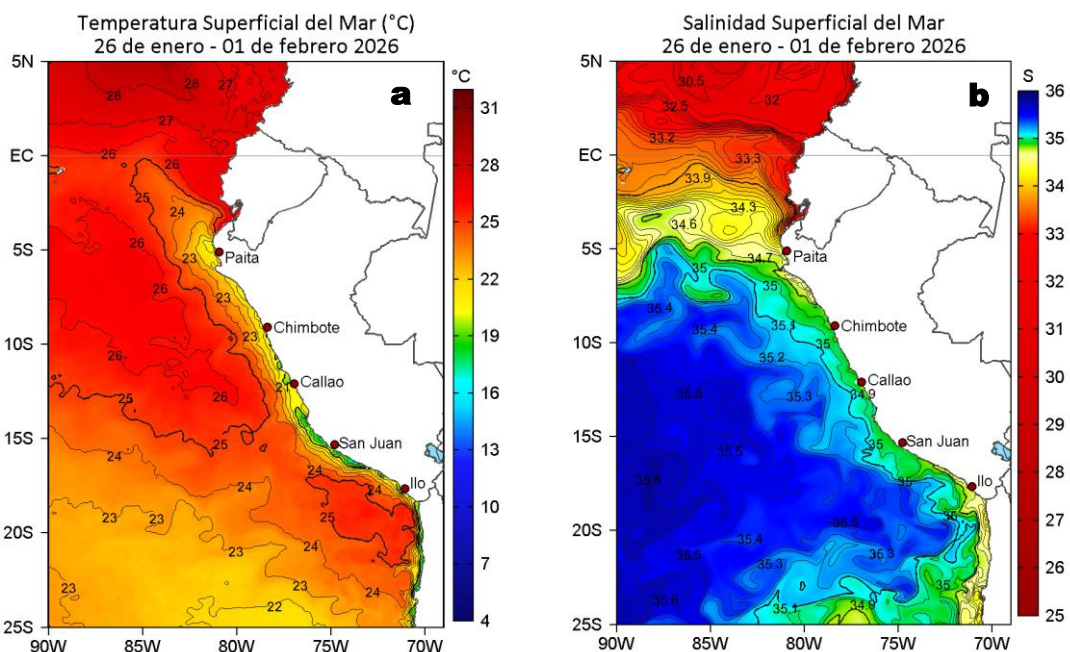 Temperatura Superficial del Mar (°C)
26 de enero - 01 de febrero 2026
5N
EC
5S
10S
15S
20S
25S
90W
85W
80W
75W
70W
a
28
28
27
27
26
26
25
24
26
23
Paita
26
23
Chimbote
23
26
25
26
21
Callao
25
San Juan
24
24
24
24
Ilo
25
23
23
24
23
23
23
24
22
°C
31
28
25
22
19
16
13
10
7
4
Salinidad Superficial del Mar
26 de enero - 01 de febrero 2026
5N
EC
5S
10S
15S
20S
25S
90W
85W
80W
75W
70W
b
30.5
32
32.5
33.2
33.3
33.9
34.3
34.6
34.7
Paita
35
35
35.4
35.4
35.1
Chimbote
35
35.2
35.6
35.3
Callao
34.9
35
San Juan
35.5
35.6
35
Ilo
35
35.5
35.4
35.5
35.3
35.3
35
35.6
35.1
34.9
S
36
35
34
33
32
31
30
29
28
27
26
25